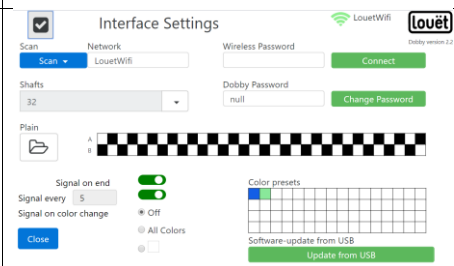 Interface Settings
LouetWifi
louët
Dobby version 2.2
Scan
Network
Wireless Password
Scan
LouetWifi
Connect
Shafts
Dobby Password
32
null
Change Password
Plain
A
B
Signal on end
Signal every 5
Signal on color change
Off
All Colors
Color presets
Close
Software-update from USB
Update from USB